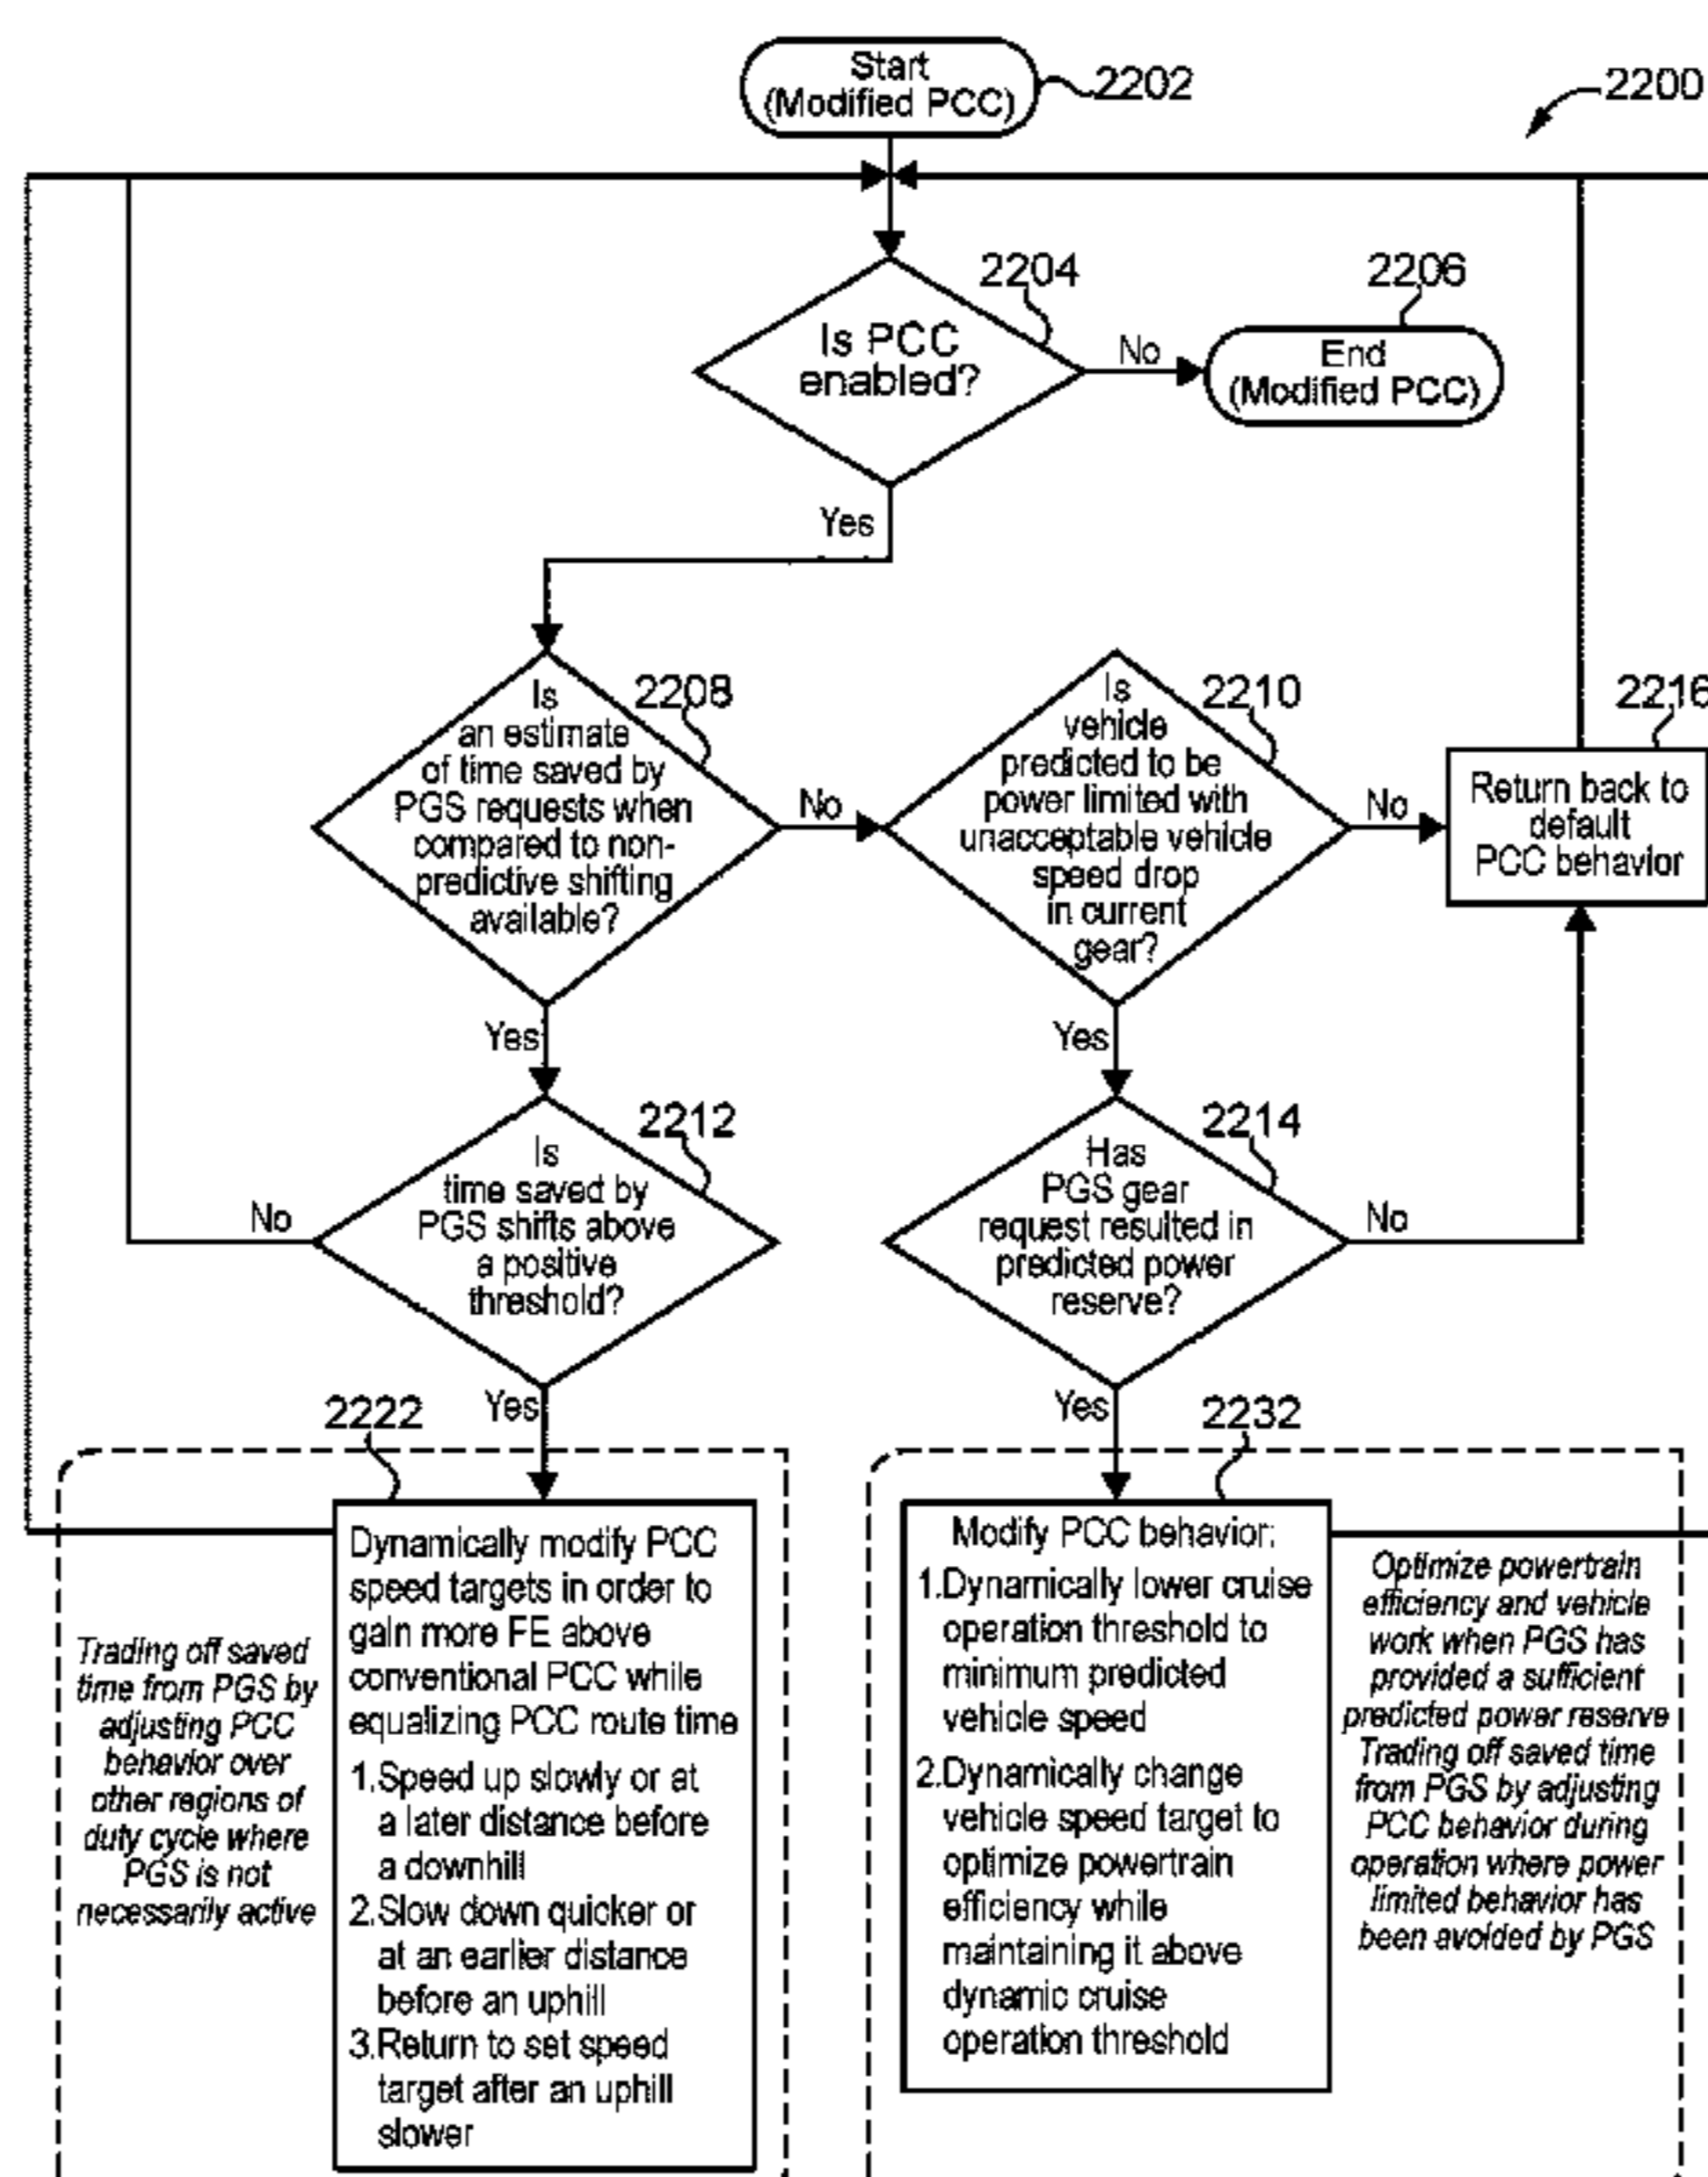 Start
(Modified PCC)
2202
2200
2204
Is PCC
enabled?
No
2206
End
(Modified PCC)
Yes
2208
Is
an estimate
of time saved by
PGS requests when
compared to non-
predictive shifting
available?
No
2210
Is
vehicle
predicted to be
power limited with
unacceptable vehicle
speed drop
in current
gear?
No
2216
Return back to
default
PCC behavior
Yes
Yes
2212
Is
time saved by
PGS shifts above
a positive
threshold?
No
2214
Has
PGS gear
request resulted in
predicted power
reserve?
No
Yes
Yes
2222
2232
Trading off saved
time from PGS by
adjusting PCC
behavior over
other regions of
duty cycle where
PGS is not
necessarily active
Dynamically modify PCC
speed targets in order to
gain more FE above
conventional PCC while
equalizing PCC route time
1.Speed up slowly or at
a later distance before
a downhill
2.Slow down quicker or
at an earlier distance
before an uphill
3.Return to set speed
target after an uphill
slower
Modify PCC behavior:
1.Dynamically lower cruise
operation threshold to
minimum predicted
vehicle speed
2.Dynamically change
vehicle speed target to
optimize powertrain
efficiency while
maintaining it above
dynamic cruise
operation threshold
Optimize powertrain
efficiency and vehicle
work when PGS has
provided a sufficient
predicted power reserve
Trading off saved time
from PGS by adjusting
PCC behavior during
operation where power
limited behavior has
been avoided by PGS